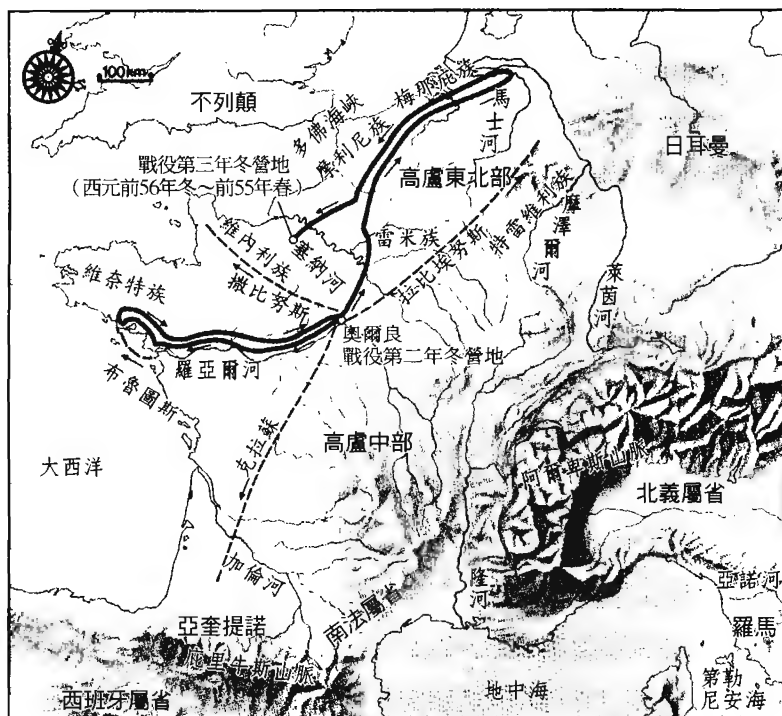 100km
不列顛
多佛海峽
梅那庇族
摩利尼族
馬士河
日耳曼
戰役第三年冬營地
(西元前56年冬~前55年春)
高盧東北部
雷米族
特雷維利族
摩澤爾河
萊茵河
塞納河
維內利族
撒比努斯
拉比埃努斯
維奈特族
奧爾良
戰役第二年冬營地
羅亞爾河
布魯圖斯
克拉蘇
高盧中部
大西洋
阿爾卑斯山脈
北義屬省
加倫河
隆河
亞諾河
南法屬省
亞奎提諾
羅馬
庇里牛斯山脈
西班牙屬省
地中海
第勒
尼安海